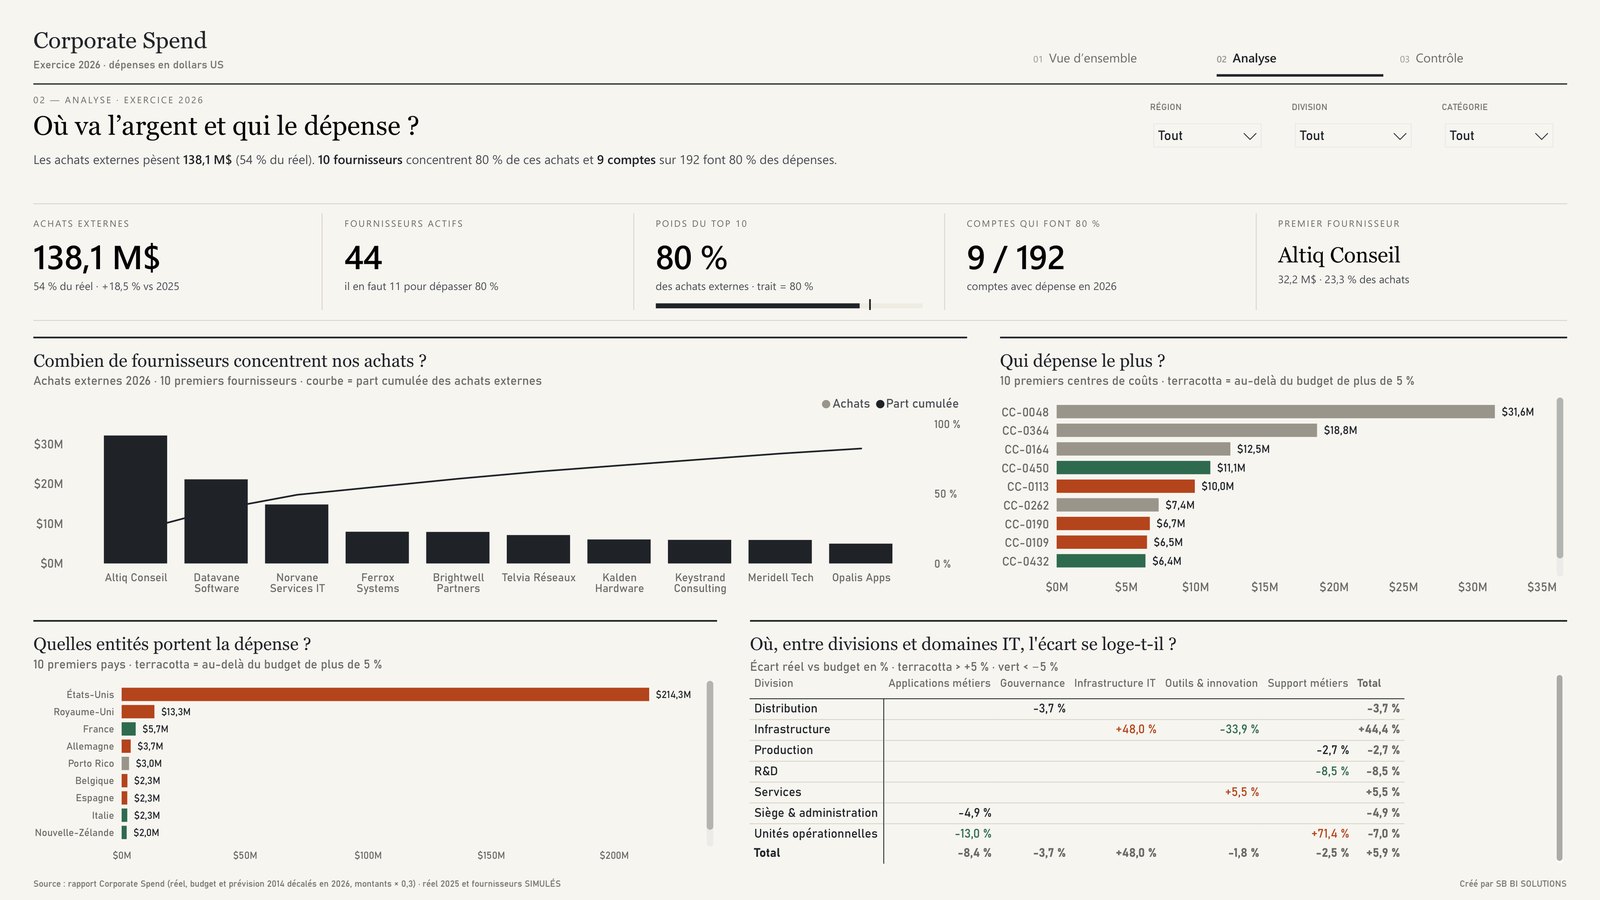 Corporate Spend
Exercice 2026 · dépenses en dollars US
01 Vue d’ensemble
02 Analyse
03 Contrôle
02 — ANALYSE · EXERCICE 2026
Où va l’argent et qui le dépense ?
Les achats externes pèsent 138,1 M$ (54 % du réel). 10 fournisseurs concentrent 80 % de ces achats et 9 comptes sur 192 font 80 % des dépenses.
RÉGION
DIVISION
CATÉGORIE
Tout
Tout
Tout
ACHATS EXTERNES
138,1 M$
54 % du réel · +18,5 % vs 2025
FOURNISSEURS ACTIFS
44
il en faut 11 pour dépasser 80 %
POIDS DU TOP 10
80 %
des achats externes · trait = 80 %
COMPTES QUI FONT 80 %
9 / 192
comptes avec dépense en 2026
PREMIER FOURNISSEUR
Altiq Conseil
32,2 M$ · 23,3 % des achats
Combien de fournisseurs concentrent nos achats ?
Achats externes 2026 · 10 premiers fournisseurs · courbe = part cumulée des achats externes
Achats Part cumulée
100 %
50 %
0 %
$30M
$20M
$10M
$0M
Altiq Conseil
Datavane Software
Norvane Services IT
Ferrox Systems
Brightwell Partners
Telvia Réseaux
Kalden Hardware
Keystrand Consulting
Meridell Tech
Opalis Apps
Qui dépense le plus ?
10 premiers centres de coûts · terracotta = au-delà du budget de plus de 5 %
CC-0048 $31,6M
CC-0364 $18,8M
CC-0164 $12,5M
CC-0450 $11,1M
CC-0113 $10,0M
CC-0262 $7,4M
CC-0190 $6,7M
CC-0109 $6,5M
CC-0432 $6,4M
$0M $5M $10M $15M $20M $25M $30M $35M
Quelles entités portent la dépense ?
10 premiers pays · terracotta = au-delà du budget de plus de 5 %
États-Unis $214,3M
Royaume-Uni $13,3M
France $5,7M
Allemagne $3,7M
Porto Rico $3,0M
Belgique $2,3M
Espagne $2,3M
Italie $2,3M
Nouvelle-Zélande $2,0M
$0M $50M $100M $150M $200M
Où, entre divisions et domaines IT, l'écart se loge-t-il ?
Écart réel vs budget en % · terracotta > +5 % · vert < −5 %
Division Applications métiers Gouvernance Infrastructure IT Outils & innovation Support métiers Total
Distribution -3,7 % -3,7 %
Infrastructure +48,0 % -33,9 % +44,4 %
Production -2,7 % -2,7 %
R&D -8,5 % -8,5 %
Services +5,5 % +5,5 %
Siège & administration -4,9 % -4,9 %
Unités opérationnelles -13,0 % +71,4 % -7,0 %
Total -8,4 % -3,7 % +48,0 % -1,8 % -2,5 % +5,9 %
Source : rapport Corporate Spend (réel, budget et prévision 2014 décalés en 2026, montants × 0,3) · réel 2025 et fournisseurs SIMULÉS
Créé par SB BI SOLUTIONS